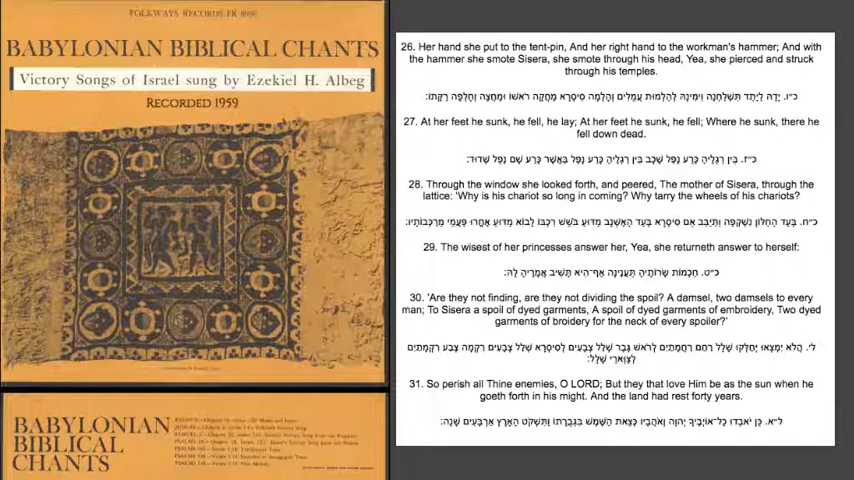 FOLKWAYS RECORDS FR 8930
BABYLONIAN BIBLICAL CHANTS
Victory Songs of Israel sung by Ezekiel H. Albeg
RECORDED 1959
BABYLONIAN
BIBLICAL
CHANTS
26. Her hand she put to the tent-pin, And her right hand to the workman's hammer; And with
the hammer she smote Sisera, she smote through his head, Yea, she pierced and struck
through his temples.
כ״ו. יָדָהּ לַיָּתֵד תִּשְׁלַחְנָה וִימִינָהּ לְהַלְמוּת עֲמֵלִים וְהָלְמָה סִיסְרָא מָחֲקָה רֹאשׁוֹ וּמָחֲצָה וְחָלְפָה רַקָּתוֹ:
27. At her feet he sunk, he fell, he lay; At her feet he sunk, he fell; Where he sunk, there he
fell down dead.
כ״ז. בֵּין רַגְלֶיהָ כָּרַע נָפַל שָׁכָב בֵּין רַגְלֶיהָ כָּרַע נָפָל בַּאֲשֶׁר כָּרַע שָׁם נָפַל שָׁדוּד:
28. Through the window she looked forth, and peered, The mother of Sisera, through the
lattice: 'Why is his chariot so long in coming? Why tarry the wheels of his chariots?
כ״ח. בְּעַד הַחַלּוֹן נִשְׁקְפָה וַתְּיַבֵּב אֵם סִיסְרָא בְּעַד הָאֶשְׁנָב מַדּוּעַ בֹּשֵׁשׁ רִכְבּוֹ לָבוֹא מַדּוּעַ אֶחֱרוּ פַּעֲמֵי מַרְכְּבוֹתָיו:
29. The wisest of her princesses answer her, Yea, she returneth answer to herself:
כ״ט. חַכְמוֹת שָׂרוֹתֶיהָ תַּעֲנֶינָּה אַף־הִיא תָּשִׁיב אֲמָרֶיהָ לָהּ:
30. 'Are they not finding, are they not dividing the spoil? A damsel, two damsels to every
man; To Sisera a spoil of dyed garments, A spoil of dyed garments of embroidery, Two dyed
garments of broidery for the neck of every spoiler?'
ל׳. הֲלֹא יִמְצְאוּ יְחַלְּקוּ שָׁלָל רַחַם רַחֲמָתַיִם לְרֹאשׁ גֶּבֶר שְׁלַל צְבָעִים לְסִיסְרָא שְׁלַל צְבָעִים רִקְמָה צֶבַע רִקְמָתַיִם
לְצַוְּארֵי שָׁלָל:
31. So perish all Thine enemies, O LORD; But they that love Him be as the sun when he
goeth forth in his might. And the land had rest forty years.
ל״א. כֵּן יֹאבְדוּ כָל־אוֹיְבֶיךָ יְהוָה וְאֹהֲבָיו כְּצֵאת הַשֶּׁמֶשׁ בִּגְבֻרָתוֹ וַתִּשְׁקֹט הָאָרֶץ אַרְבָּעִים שָׁנָה: